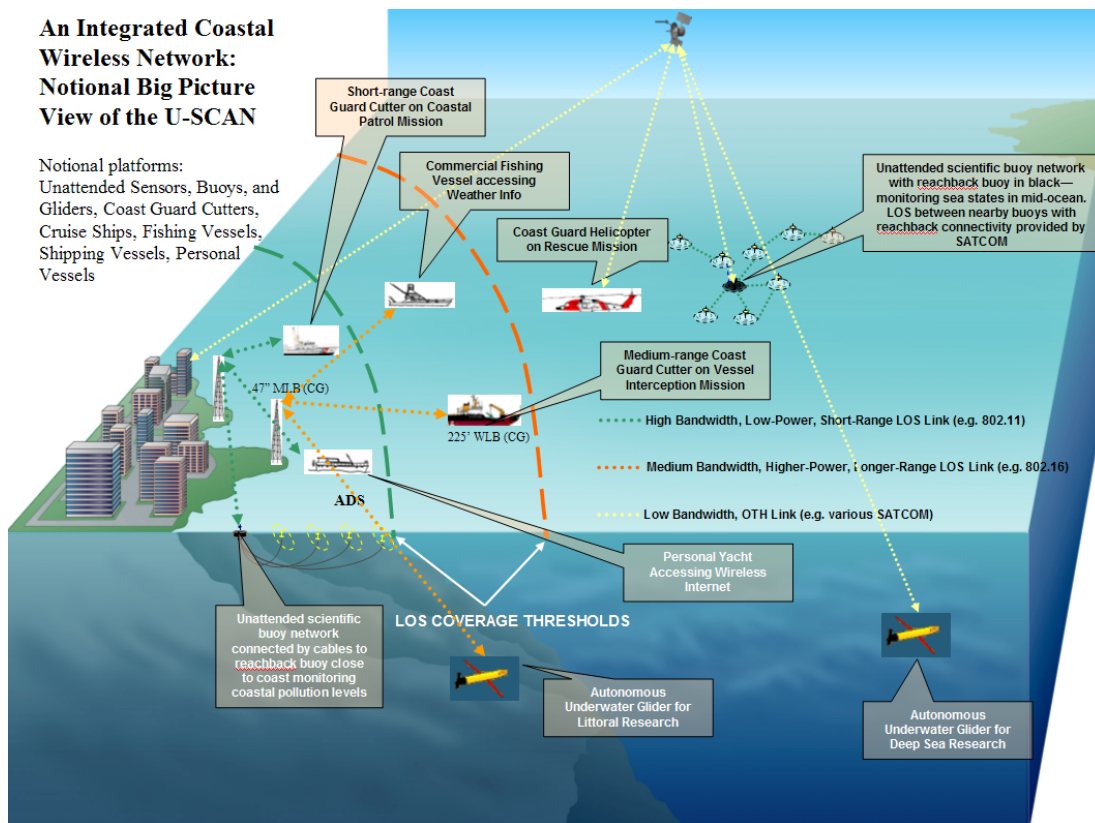 An Integrated Coastal
Wireless Network:
Notional Big Picture
View of the U-SCAN
Notional platforms:
Unattended Sensors, Buoys, and
Gliders, Coast Guard Cutters,
Cruise Ships, Fishing Vessels,
Shipping Vessels, Personal
Vessels
Short-range Coast
Guard Cutter on Coastal
Patrol Mission
Commercial Fishing
Vessel accessing
Weather Info
Coast Guard Helicopter
on Rescue Mission
Unattended scientific buoy network
with reachback buoy in black—
monitoring sea states in mid-ocean.
LOS between nearby buoys with
reachback connectivity provided by
SATCOM
Medium-range Coast
Guard Cutter on Vessel
Interception Mission
47" MLB (CG)
225' WLB (CG)
High Bandwidth, Low-Power, Short-Range LOS Link (e.g. 802.11)
Medium Bandwidth, Higher-Power, Longer-Range LOS Link (e.g. 802.16)
Low Bandwidth, OTH Link (e.g. various SATCOM)
ADS
Personal Yacht
Accessing Wireless
Internet
LOS COVERAGE THRESHOLDS
Unattended scientific
buoy network
connected by cables to
reachback buoy close
to coast monitoring
coastal pollution levels
Autonomous
Underwater Glider for
Littoral Research
Autonomous
Underwater Glider for
Deep Sea Research